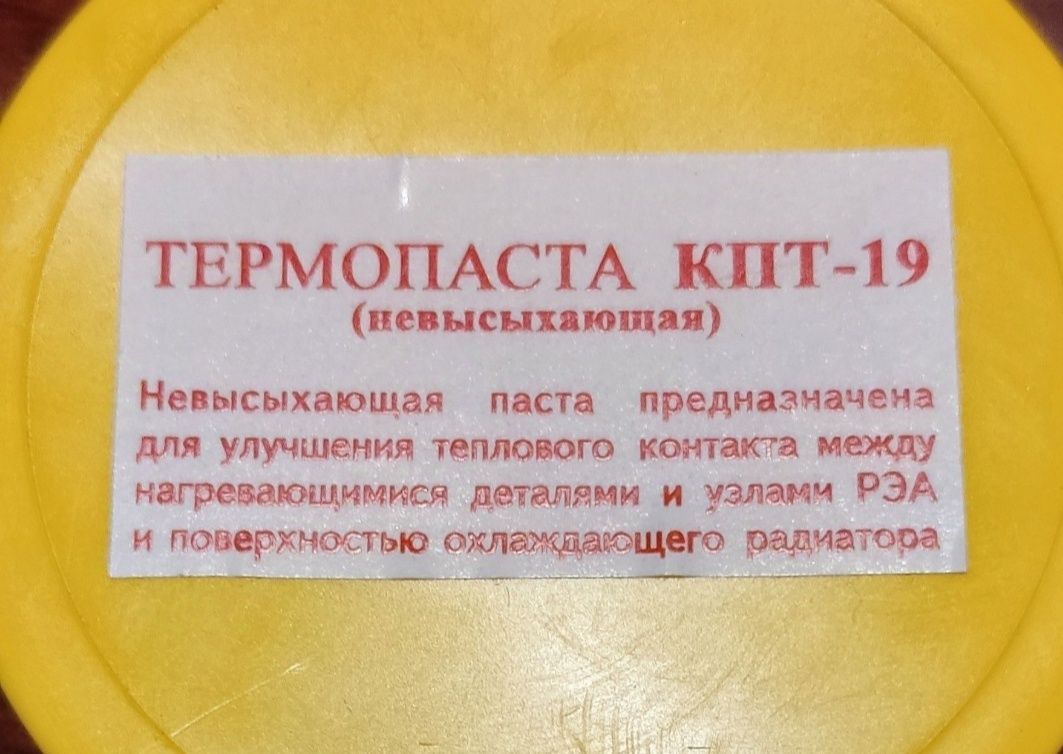 ТЕРМОПАСТА КПТ-19
(невысыхающая)
Невысыхающая паста предназначена
для улучшения теплового контакта между
нагревающимися деталями и узлами РЭА
и поверхностью охлаждающего радиатора